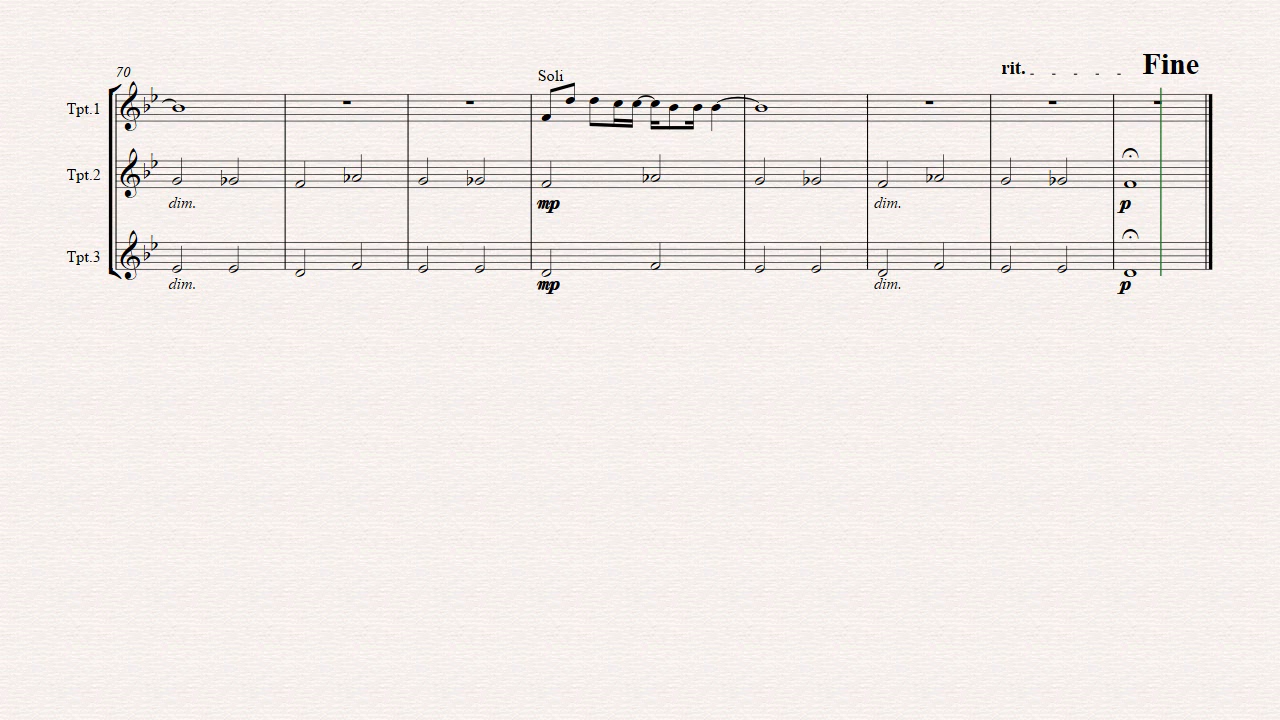 rit. Fine
70 Soli
Tpt.1
Tpt.2
dim. mp dim. p
Tpt.3
dim. mp dim. p